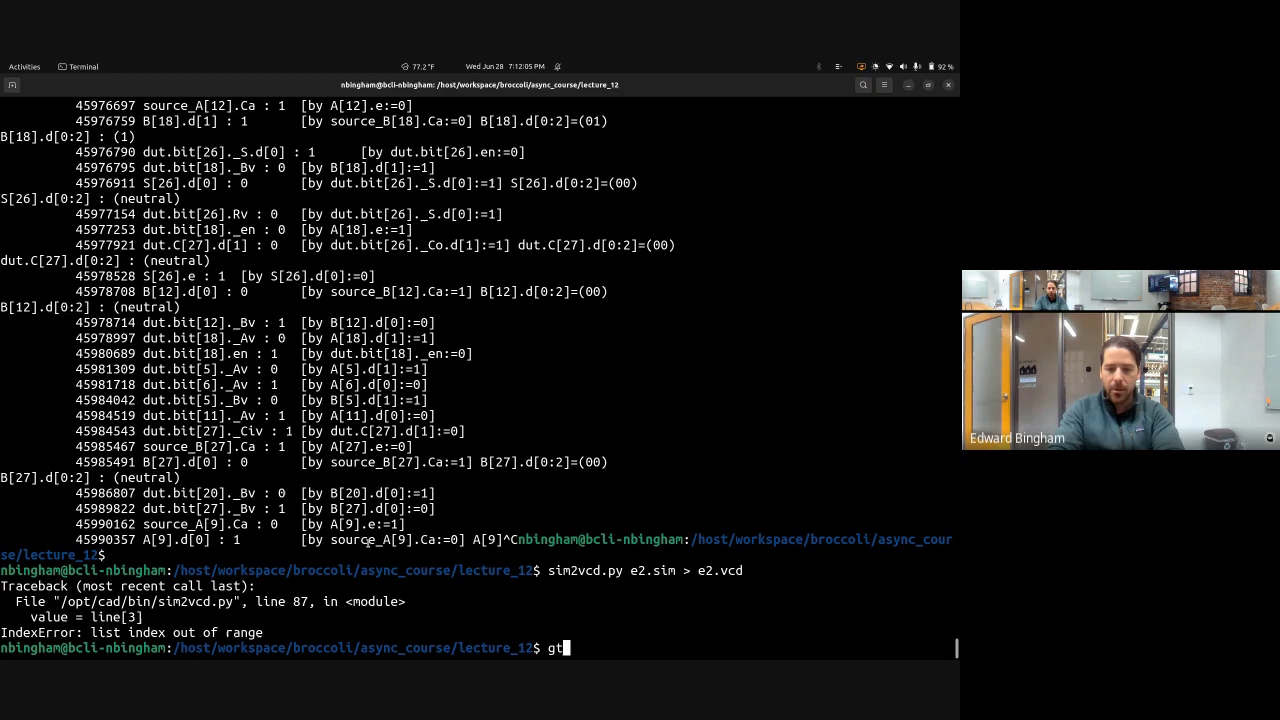 Activities Terminal 77.2 °F Wed Jun 28 7:12:05 PM 92 %
nbingham@bcli-nbingham: /host/workspace/broccoli/async_course/lecture_12
45976697 source_A[12].Ca : 1 [by A[12].e:=0]
45976759 B[18].d[1] : 1 [by source_B[18].Ca:=0] B[18].d[0:2]=(01)
B[18].d[0:2] : (1)
45976790 dut.bit[26]._S.d[0] : 1 [by dut.bit[26].en:=0]
45976795 dut.bit[18]._Bv : 0 [by B[18].d[1]:=1]
45976911 S[26].d[0] : 0 [by dut.bit[26]._S.d[0]:=1] S[26].d[0:2]=(00)
S[26].d[0:2] : (neutral)
45977154 dut.bit[26].Rv : 0 [by dut.bit[26]._S.d[0]:=1]
45977253 dut.bit[18]._en : 0 [by A[18].e:=1]
45977921 dut.C[27].d[1] : 0 [by dut.bit[26]._Co.d[1]:=1] dut.C[27].d[0:2]=(00)
dut.C[27].d[0:2] : (neutral)
45978528 S[26].e : 1 [by S[26].d[0]:=0]
45978708 B[12].d[0] : 0 [by source_B[12].Ca:=1] B[12].d[0:2]=(00)
B[12].d[0:2] : (neutral)
45978714 dut.bit[12]._Bv : 1 [by B[12].d[0]:=0]
45978997 dut.bit[18]._Av : 0 [by A[18].d[1]:=1]
45980689 dut.bit[18].en : 1 [by dut.bit[18]._en:=0]
45981309 dut.bit[5]._Av : 0 [by A[5].d[1]:=1]
45981718 dut.bit[6]._Av : 1 [by A[6].d[0]:=0]
45984042 dut.bit[5]._Bv : 0 [by B[5].d[1]:=1]
45984519 dut.bit[11]._Av : 1 [by A[11].d[0]:=0]
45984543 dut.bit[27]._Civ : 1 [by dut.C[27].d[1]:=0]
45985467 source_B[27].Ca : 1 [by A[27].e:=0]
45985491 B[27].d[0] : 0 [by source_B[27].Ca:=1] B[27].d[0:2]=(00)
B[27].d[0:2] : (neutral)
45986807 dut.bit[20]._Bv : 0 [by B[20].d[0]:=1]
45989822 dut.bit[27]._Bv : 1 [by B[27].d[0]:=0]
45990162 source_A[9].Ca : 0 [by A[9].e:=1]
45990357 A[9].d[0] : 1 [by source_A[9].Ca:=0] A[9]^Cnbingham@bcli-nbingham:/host/workspace/broccoli/async_cour
se/lecture_12$
nbingham@bcli-nbingham:/host/workspace/broccoli/async_course/lecture_12$ sim2vcd.py e2.sim > e2.vcd
Traceback (most recent call last):
File "/opt/cad/bin/sim2vcd.py", line 87, in <module>
value = line[3]
IndexError: list index out of range
nbingham@bcli-nbingham:/host/workspace/broccoli/async_course/lecture_12$ gt
Edward Bingham